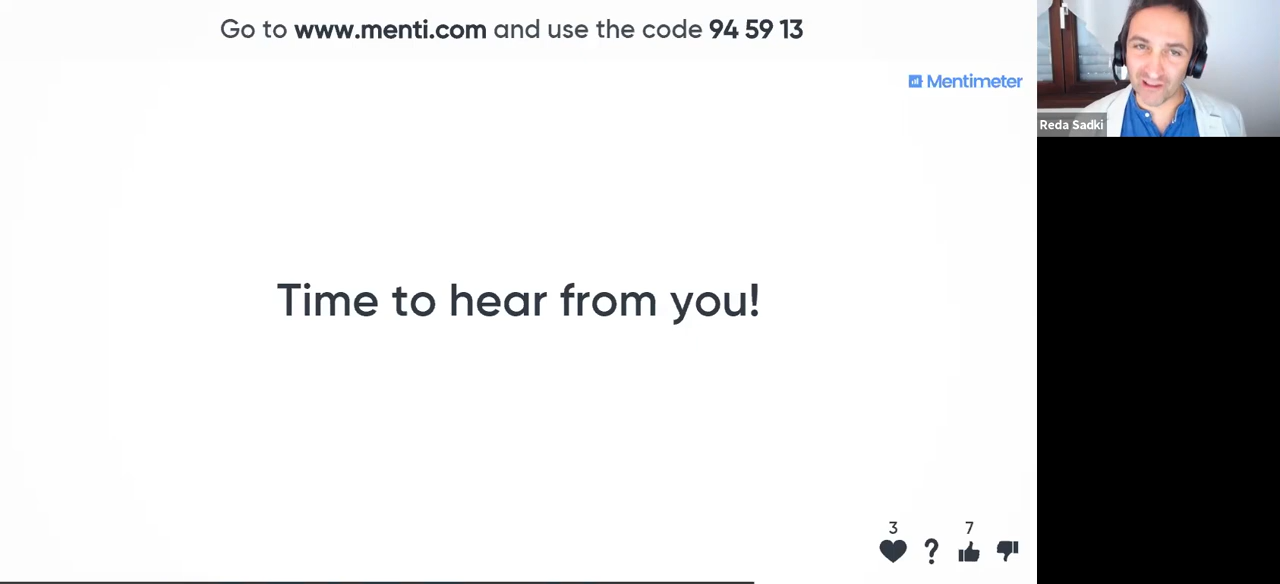 Go to www.menti.com and use the code 94 59 13
Mentimeter
Reda Sadki
Time to hear from you!
3
?
7